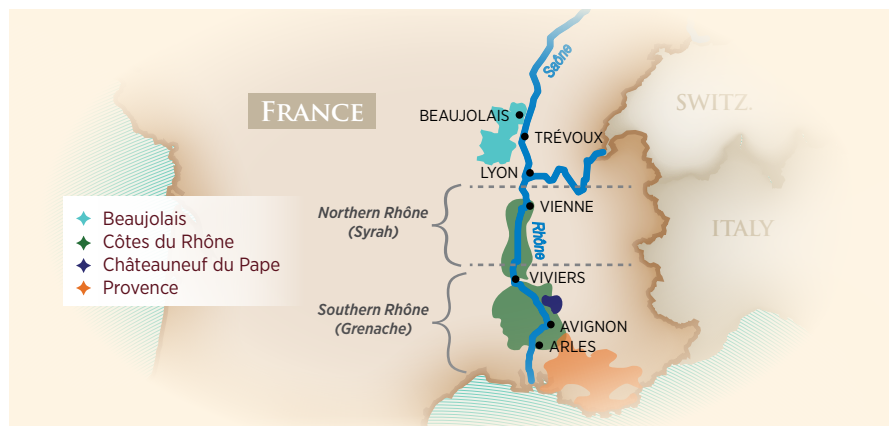 Saône
SWITZ.
FRANCE
BEAUJOLAIS
TRÉVOUX
LYON
Beaujolais
Côtes du Rhône
Châteauneuf du Pape
Provence
Northern Rhône
(Syrah)
VIENNE
Rhône
ITALY
VIVIERS
Southern Rhône
(Grenache)
AVIGNON
ARLES